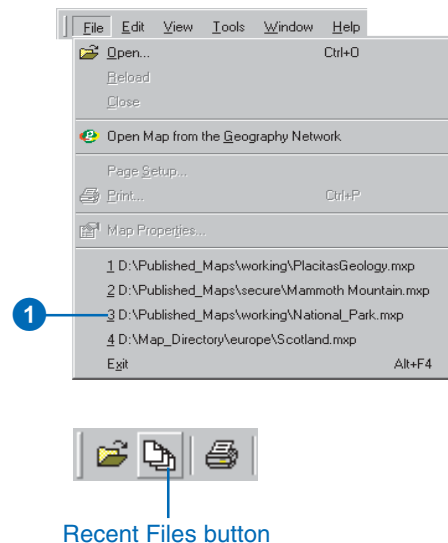 File Edit View Tools Window Help
Open... Ctrl+O
Reload
Close
Open Map from the Geography Network
Page Setup...
Print... Ctrl+P
Map Properties...
1 D:\Published_Maps\working\PlacitasGeology.mxp
2 D:\Published_Maps\secure\Mammoth Mountain.mxp
1
3 D:\Published_Maps\working\National_Park.mxp
4 D:\Map_Directory\europe\Scotland.mxp
Exit Alt+F4
Recent Files button